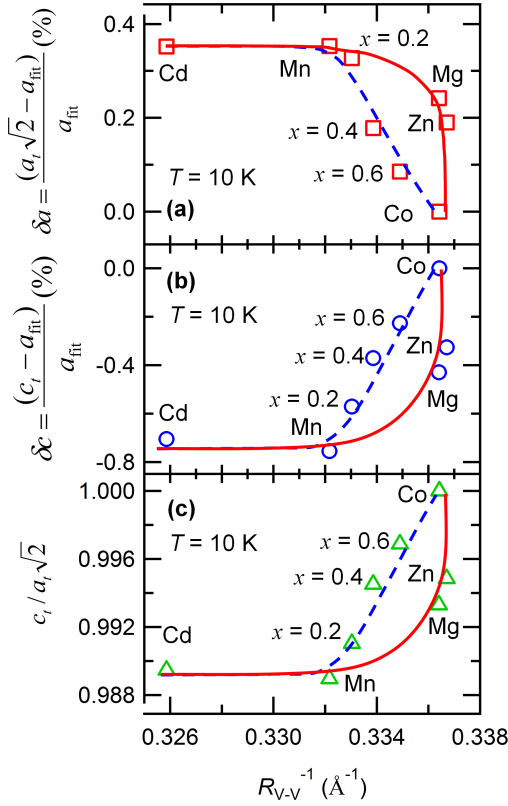 δa = (a_t√2 − a_fit) / a_fit (%)
0.4
0.2
0.0
Cd
Mn
x = 0.2
Mg
Zn
x = 0.4
x = 0.6
T = 10 K
Co
(a)
δc = (c_t − a_fit) / a_fit (%)
0.0
-0.4
-0.8
(b)
Co
T = 10 K
x = 0.6
x = 0.4
Zn
x = 0.2
Mg
Cd
Mn
c_t / a_t√2
1.000
0.996
0.992
0.988
(c)
Co
T = 10 K
x = 0.6
x = 0.4
Zn
x = 0.2
Mg
Cd
Mn
0.326
0.330
0.334
0.338
R_V-V^-1 (Å^-1)